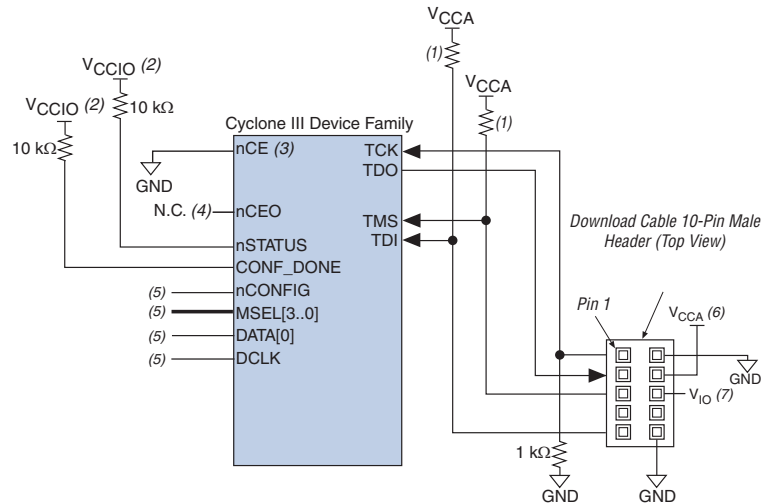 VCCA
(1)
VCCIO (2)
VCCA
VCCIO (2)
10 kΩ
(1)
10 kΩ
Cyclone III Device Family
nCE (3)
TCK
TDO
GND
N.C. (4)
nCEO
TMS
TDI
nSTATUS
CONF_DONE
nCONFIG
(5)
MSEL[3..0]
(5)
DATA[0]
(5)
DCLK
(5)
Download Cable 10-Pin Male
Header (Top View)
Pin 1
VCCA (6)
GND
VIO (7)
1 kΩ
GND
GND